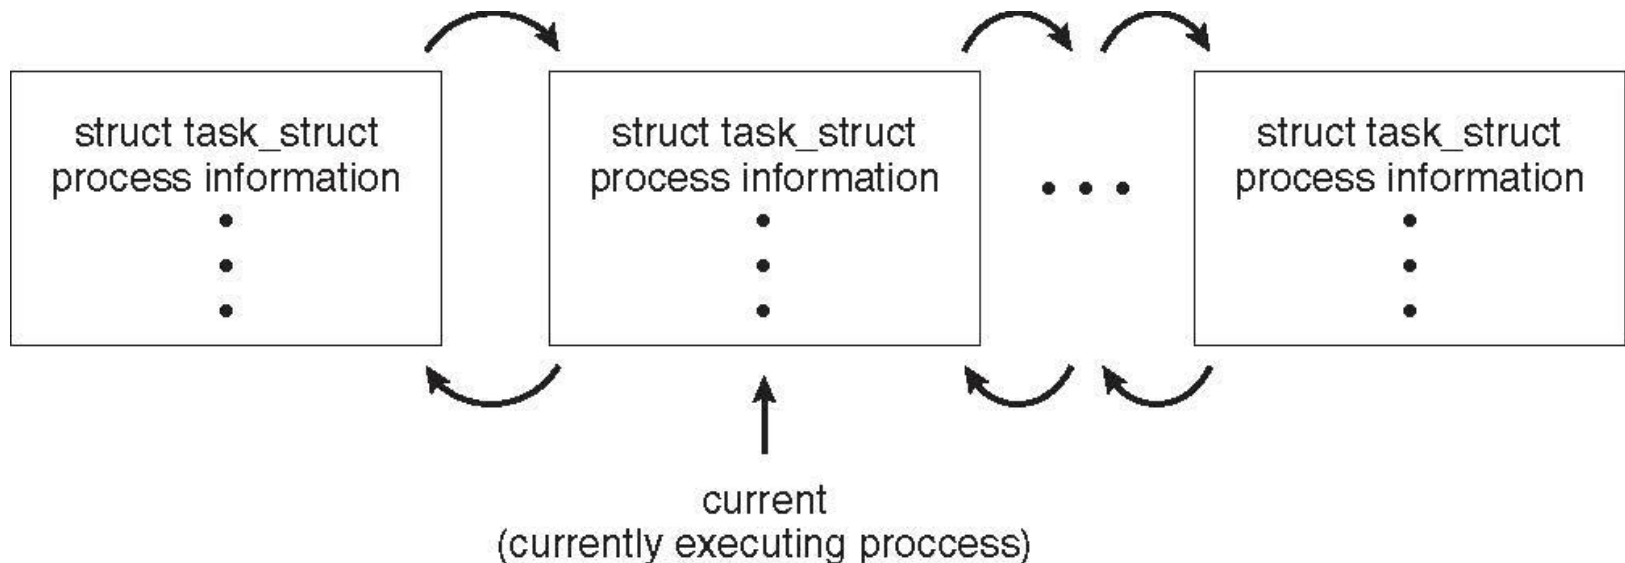 struct task_struct
process information
struct task_struct
process information
struct task_struct
process information
current
(currently executing proccess)